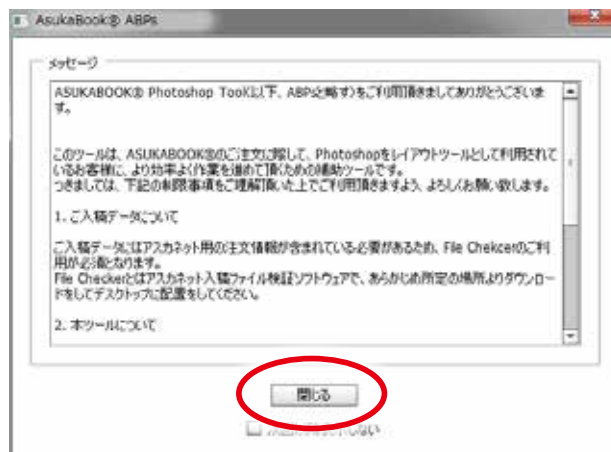 AsukaBook® ABPs
メッセージ
ASUKABOOK® Photoshop Tool(以下、ABPsと略す)をご利用頂きましてありがとうございま
す。
このツールは、ASUKABOOK®のご注文に際して、Photoshopをレイアウトツールとして利用されて
いるお客様に、より効率よく作業を進めて頂くための補助ツールです。
つきましては、下記の制限事項をご理解頂いた上でご利用頂きますよう、よろしくお願い致します。
1. ご入稿データについて
ご入稿データにはアスカネット用の注文情報が含まれている必要があるため、File Chekcerのご利
用が必須となります。
File Checkerとはアスカネット入稿ファイル検証ソフトウェアで、あらかじめ所定の場所よりダウンロー
ドをしてデスクトップに配置をしてください。
2. 本ツールについて
閉じる
しない